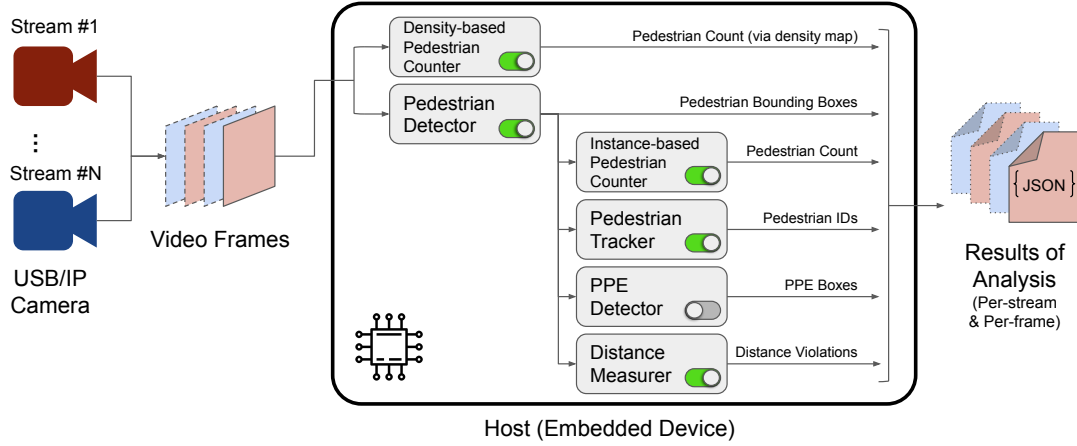 Stream #1
...
Stream #N
USB/IP
Camera
Video Frames
Density-based
Pedestrian
Counter
Pedestrian Count (via density map)
Pedestrian
Detector
Pedestrian Bounding Boxes
Instance-based
Pedestrian
Counter
Pedestrian Count
Pedestrian
Tracker
Pedestrian IDs
PPE
Detector
PPE Boxes
Distance
Measurer
Distance Violations
Host (Embedded Device)
{ JSON }
Results of
Analysis
(Per-stream
& Per-frame)